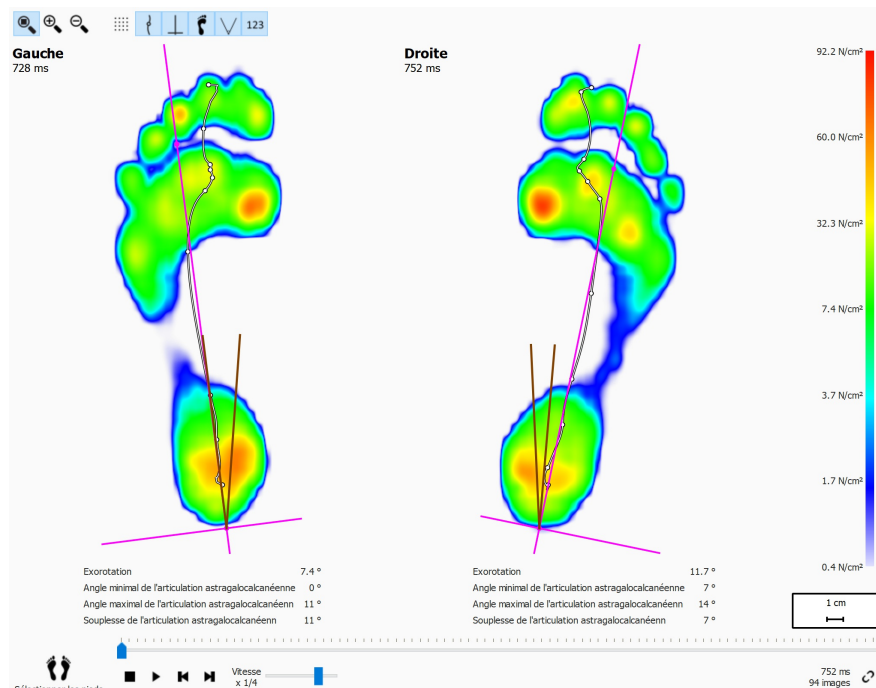 123
Gauche
728 ms
Droite
752 ms
92.2 N/cm²
60.0 N/cm²
32.3 N/cm²
7.4 N/cm²
3.7 N/cm²
1.7 N/cm²
0.4 N/cm²
Exorotation 7.4 °
Angle minimal de l'articulation astragalocalcanéenne 0 °
Angle maximal de l'articulation astragalocalcanéenn 11 °
Souplesse de l'articulation astragalocalcanéenn 11 °
Exorotation 11.7 °
Angle minimal de l'articulation astragalocalcanéenne 7 °
Angle maximal de l'articulation astragalocalcanéenn 14 °
Souplesse de l'articulation astragalocalcanéenn 7 °
1 cm
Vitesse
x 1/4
752 ms
94 images